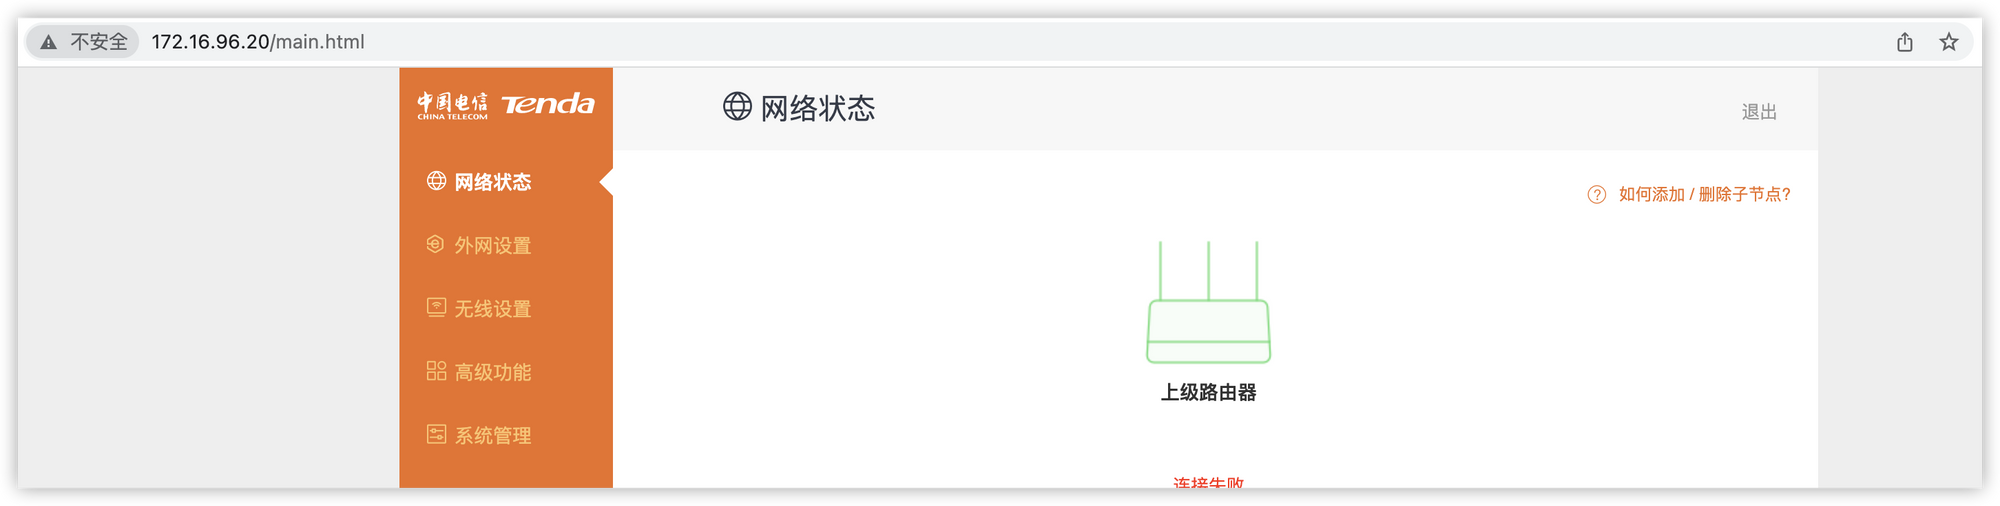 不安全 172.16.96.20/main.html
中国电信 CHINA TELECOM Tenda
网络状态
退出
网络状态
外网设置
无线设置
高级功能
系统管理
如何添加 / 删除子节点?
上级路由器
连接失败